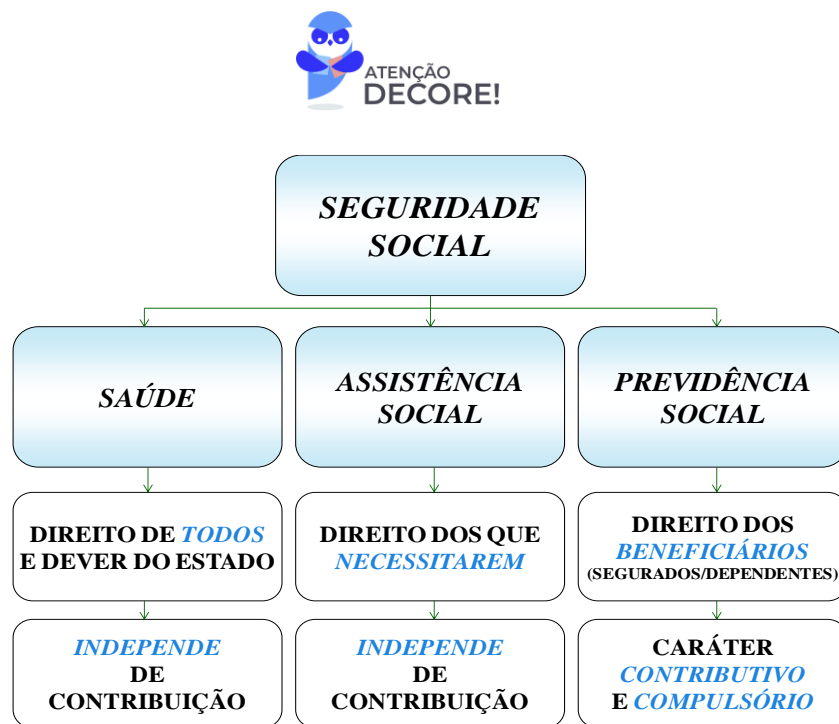 ATENÇÃO
DECORE!
SEGURIDADE
SOCIAL
SAÚDE
ASSISTÊNCIA
SOCIAL
PREVIDÊNCIA
SOCIAL
DIREITO DE TODOS
E DEVER DO ESTADO
DIREITO DOS QUE
NECESSITAREM
DIREITO DOS
BENEFICIÁRIOS
(SEGURADOS/DEPENDENTES)
INDEPENDE
DE
CONTRIBUIÇÃO
INDEPENDE
DE
CONTRIBUIÇÃO
CARÁTER
CONTRIBUTIVO
E COMPULSÓRIO